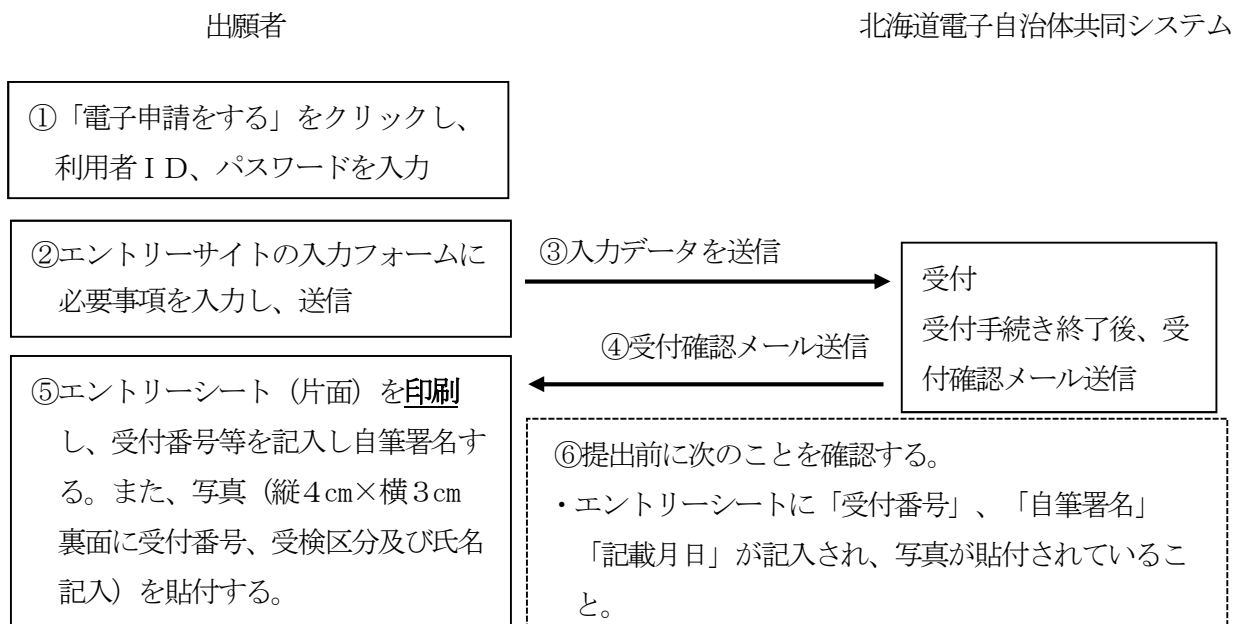 出願者
北海道電子自治体共同システム
①「電子申請をする」をクリックし、
利用者ＩＤ、パスワードを入力
②エントリーサイトの入力フォームに
必要事項を入力し、送信
③入力データを送信
受付
受付手続き終了後、受
付確認メール送信
④受付確認メール送信
⑤エントリーシート（片面）を印刷
し、受付番号等を記入し自筆署名す
る。また、写真（縦４㎝×横３㎝
裏面に受付番号、受検区分及び氏名
記入）を貼付する。
⑥提出前に次のことを確認する。
・エントリーシートに「受付番号」、「自筆署名」
「記載月日」が記入され、写真が貼付されているこ
と。